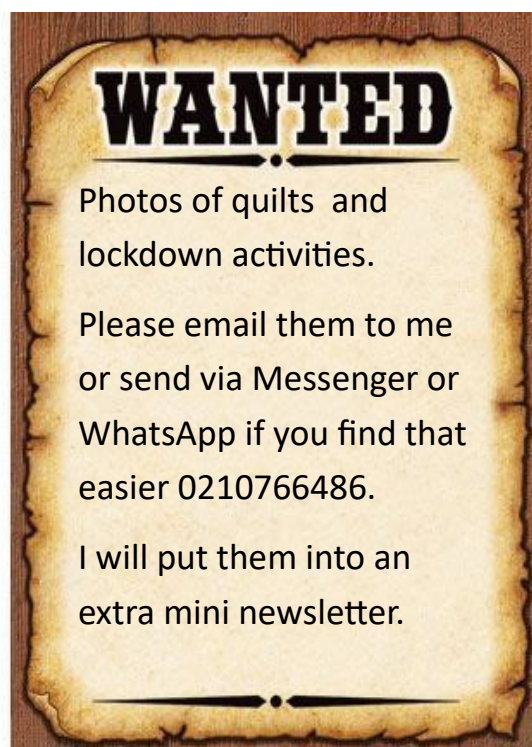 WANTED
Photos of quilts  and
lockdown activities.
Please email them to me
or send via Messenger or
WhatsApp if you find that
easier 0210766486.
I will put them into an
extra mini newsletter.